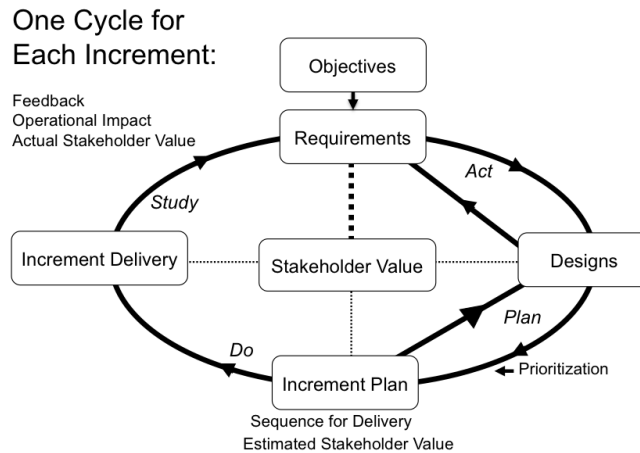 One Cycle for
Each Increment:
Objectives
Feedback
Operational Impact
Actual Stakeholder Value
Requirements
Act
Study
Increment Delivery
Stakeholder Value
Designs
Plan
Do
Prioritization
Increment Plan
Sequence for Delivery
Estimated Stakeholder Value